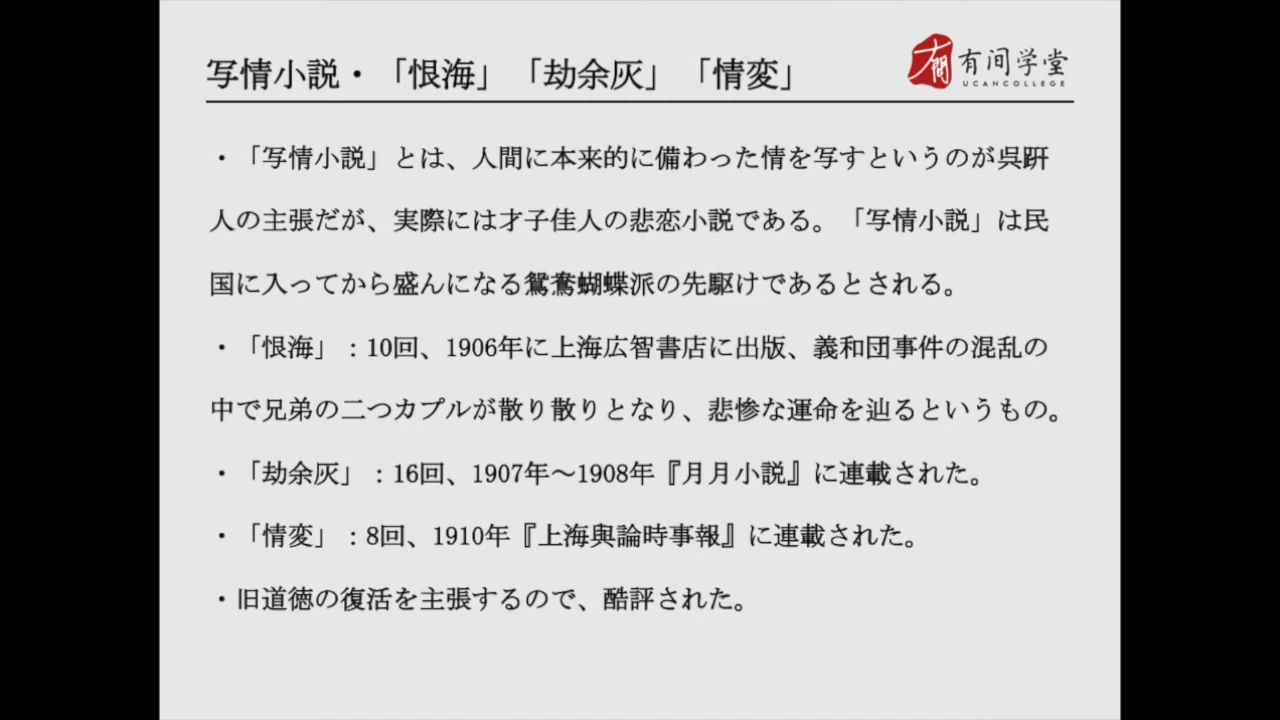 写情小説・「恨海」「劫余灰」「情変」
有間
有间学堂
UCANCOLLEGE
・「写情小説」とは、人間に本来的に備わった情を写すというのが呉趼
人の主張だが、実際には才子佳人の悲恋小説である。「写情小説」は民
国に入ってから盛んになる鴛鴦蝴蝶派の先駆けであるとされる。
・「恨海」：10回、1906年に上海広智書店に出版、義和団事件の混乱の
中で兄弟の二つカプルが散り散りとなり、悲惨な運命を辿るというもの。
・「劫余灰」：16回、1907年〜1908年『月月小説』に連載された。
・「情変」：8回、1910年『上海輿論時事報』に連載された。
・旧道徳の復活を主張するので、酷評された。